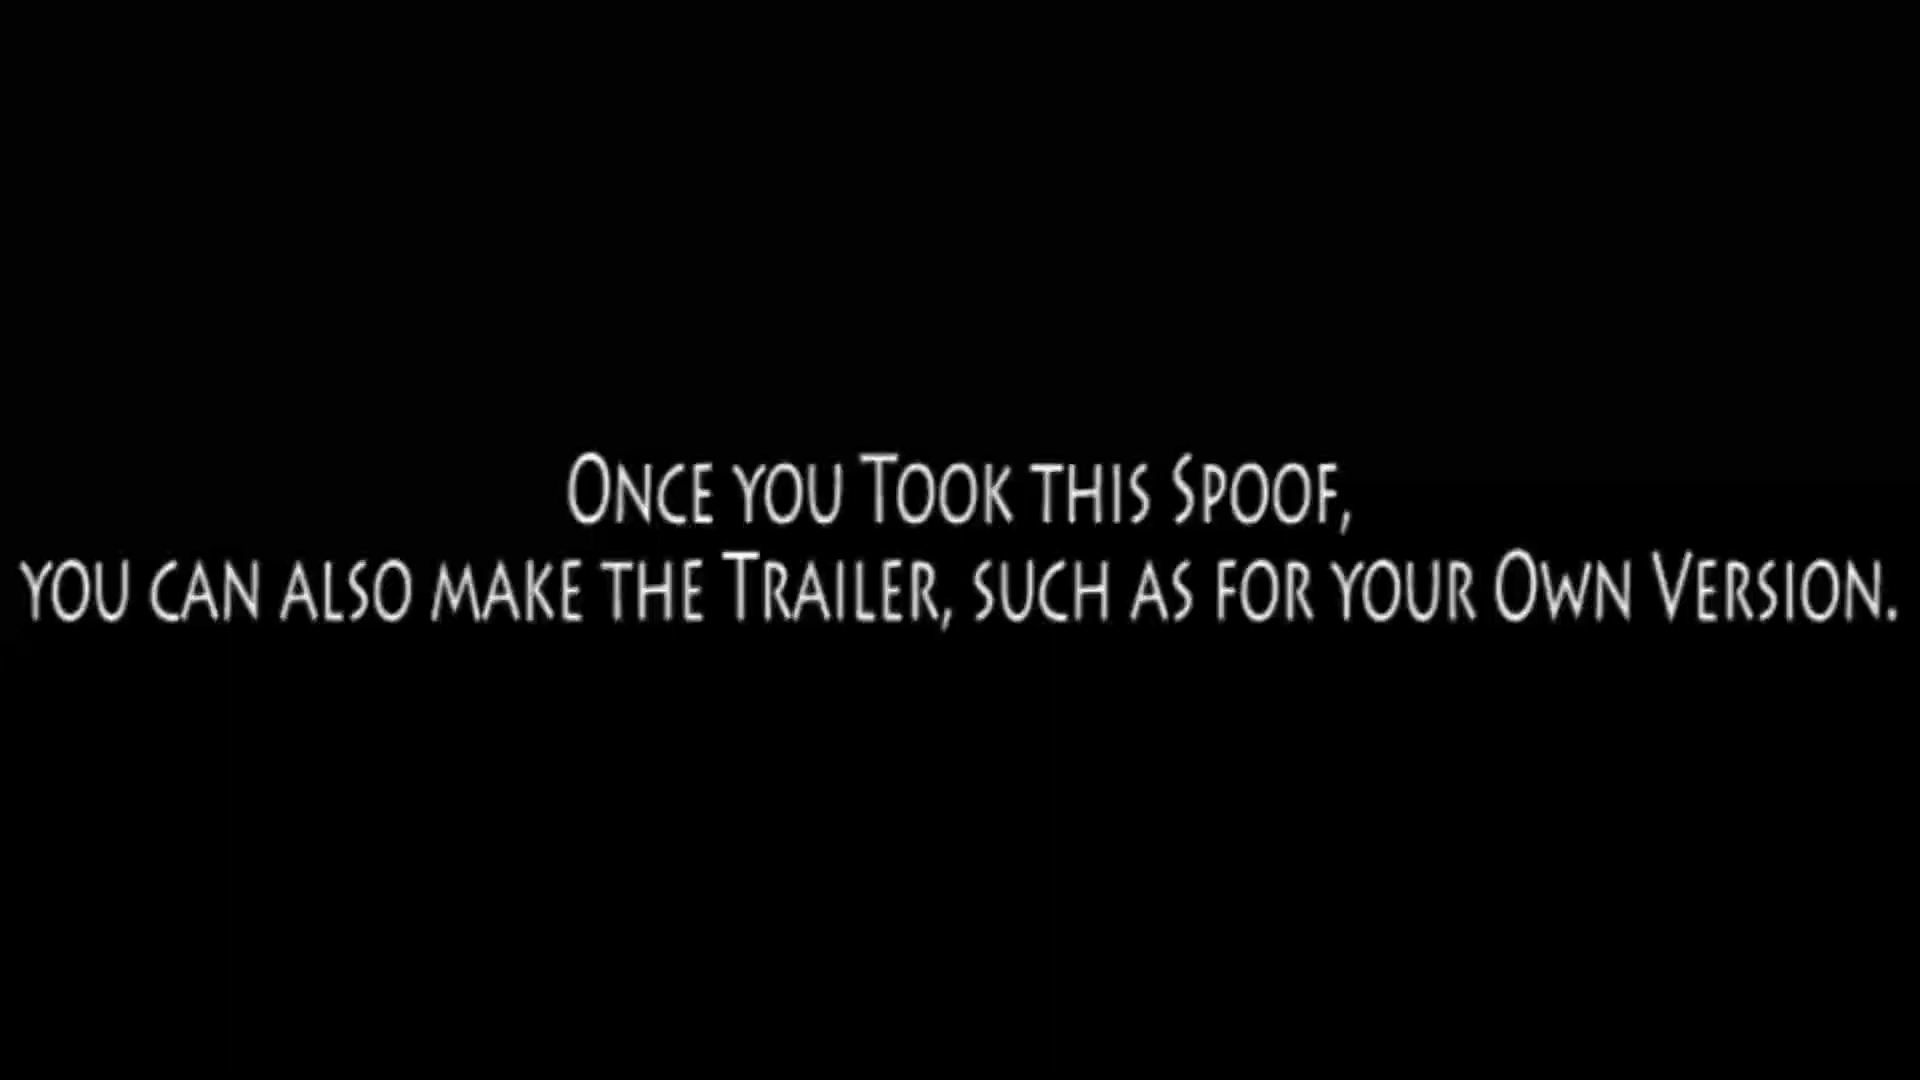 Once you Took this Spoof,
you can also make the Trailer, such as for your Own Version.